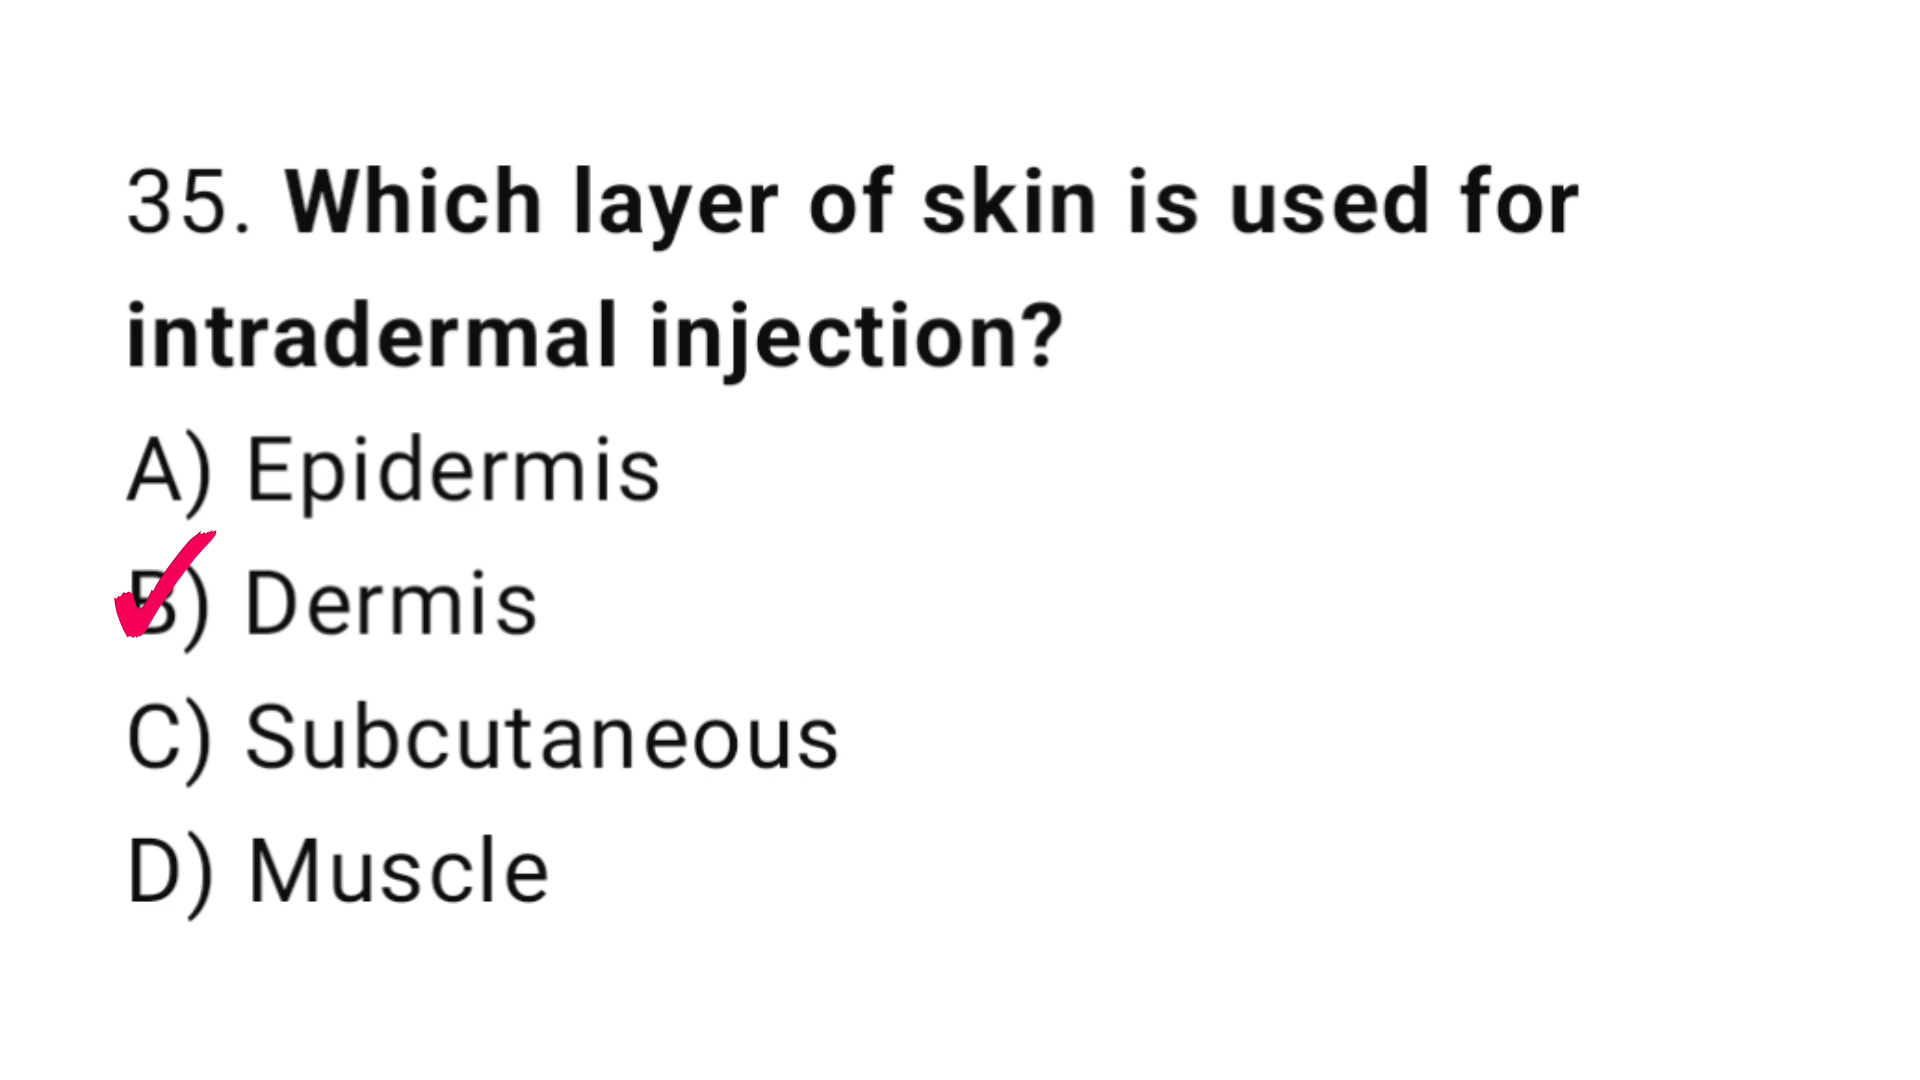 35. Which layer of skin is used for
intradermal injection?
A) Epidermis
B) Dermis
C) Subcutaneous
D) Muscle